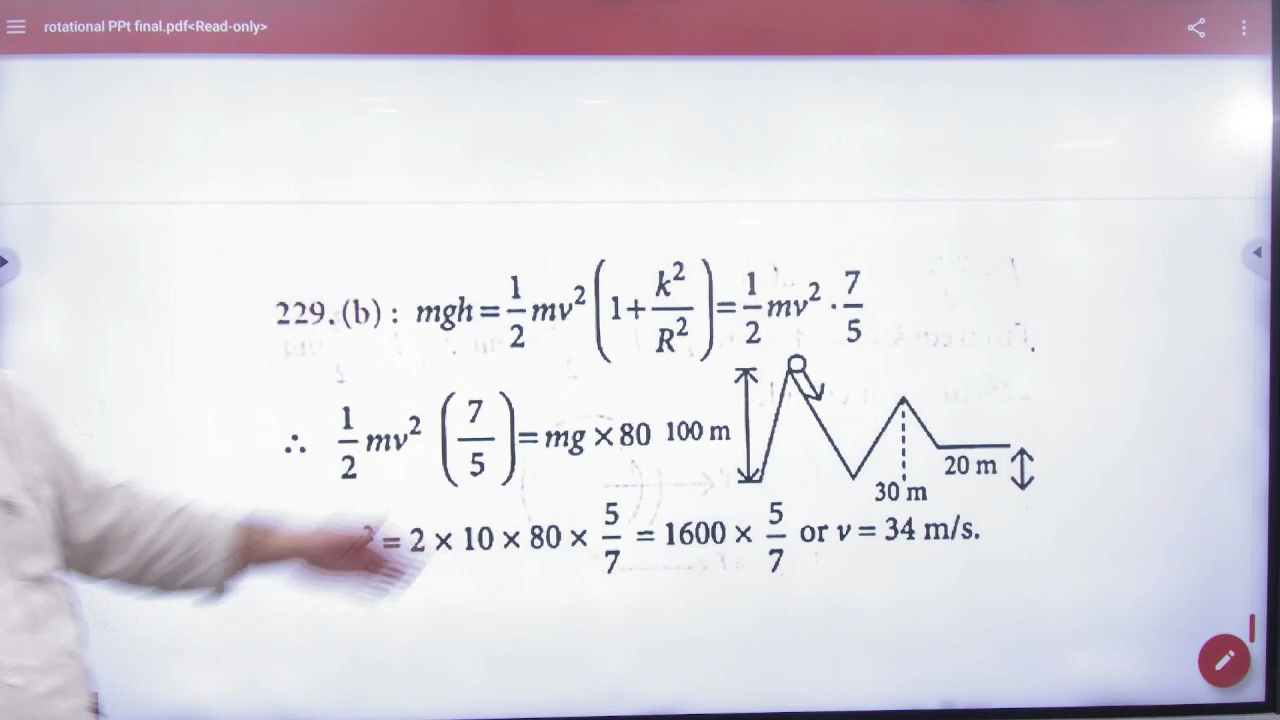 rotational PPt final.pdf<Read-only>
229. (b) : mgh = 1/2 mv² (1 + k²/R²) = 1/2 mv² · 7/5
∴ 1/2 mv² (7/5) = mg × 80 100 m
20 m
30 m
² = 2 × 10 × 80 × 5/7 = 1600 × 5/7 or v = 34 m/s.